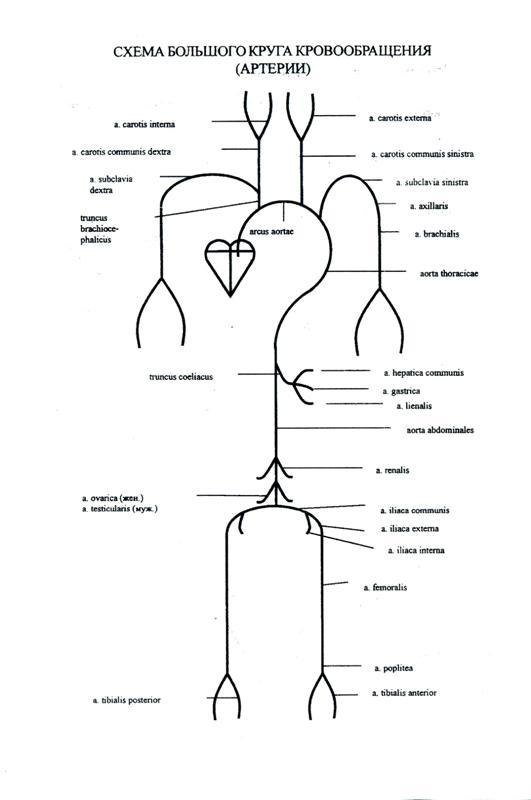 СХЕМА БОЛЬШОГО КРУГА КРОВООБРАЩЕНИЯ
(АРТЕРИИ)
a. carotis interna
a. carotis externa
a. carotis communis dextra
a. carotis communis sinistra
a. subclavia
dextra
a. subclavia sinistra
a. axillaris
truncus
brachioce-
phalicus
arcus aortae
a. brachialis
aorta thoracicae
truncus coeliacus
a. hepatica communis
a. gastrica
a. lienalis
aorta abdominales
a. renalis
a. ovarica (жен.)
a. testicularis (муж.)
a. iliaca communis
a. iliaca externa
a. iliaca interna
a. femoralis
a. poplitea
a. tibialis posterior
a. tibialis anterior